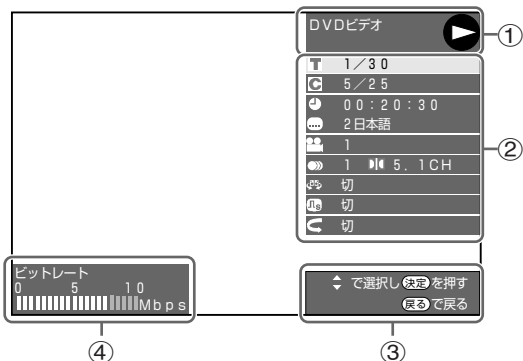 DVDビデオ
①
T 1/30
C 5/25
00:20:30
2日本語
1
②
1 5.1CH
切
切
切
ビットレート
0 5 10
Mbps
で選択し決定を押す
戻るで戻る
④
③